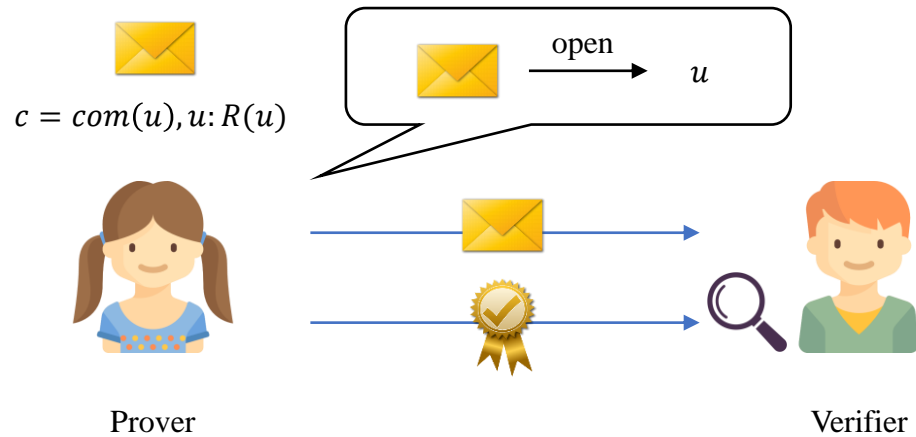 open
u
c = com(u), u: R(u)
Prover
Verifier